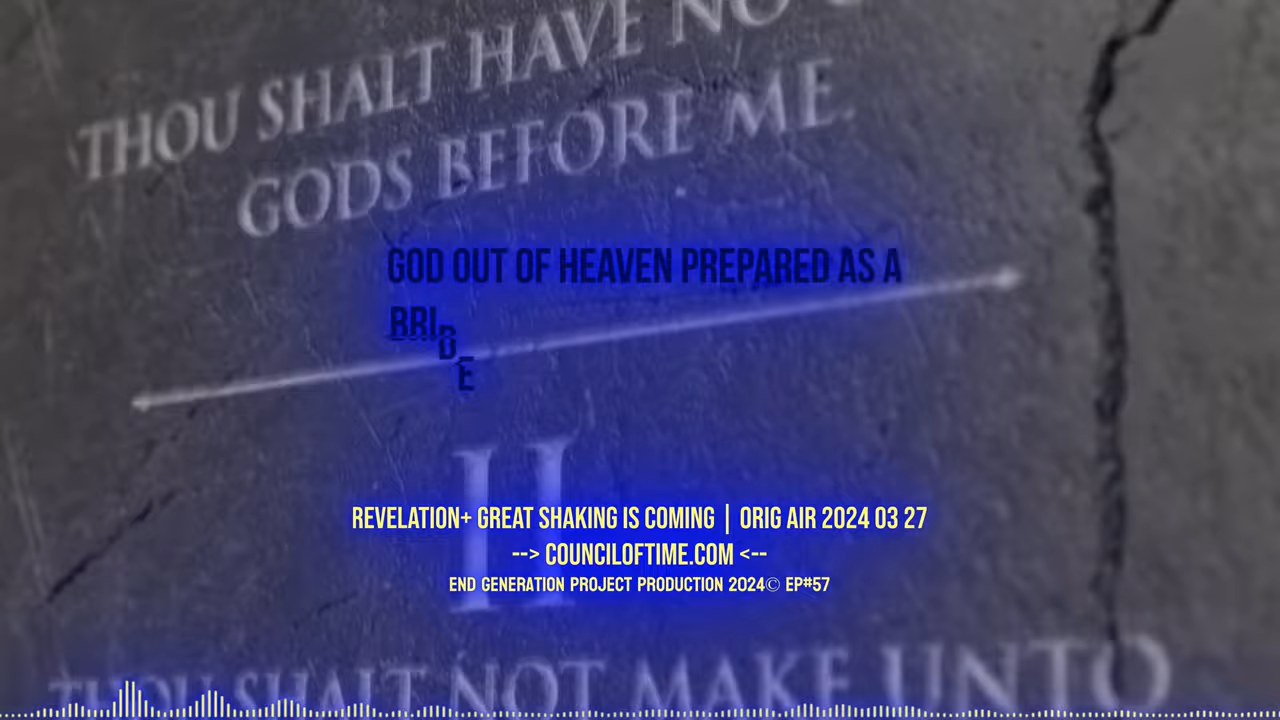 THOU SHALT HAVE NO
GODS BEFORE ME.
GOD OUT OF HEAVEN PREPARED AS A
BRIDE
II
REVELATION+ GREAT SHAKING IS COMING | ORIG AIR 2024 03 27
--> COUNCILOFTIME.COM <--
END GENERATION PROJECT PRODUCTION 2024© EP#57
THOU SHALT NOT MAKE UNTO